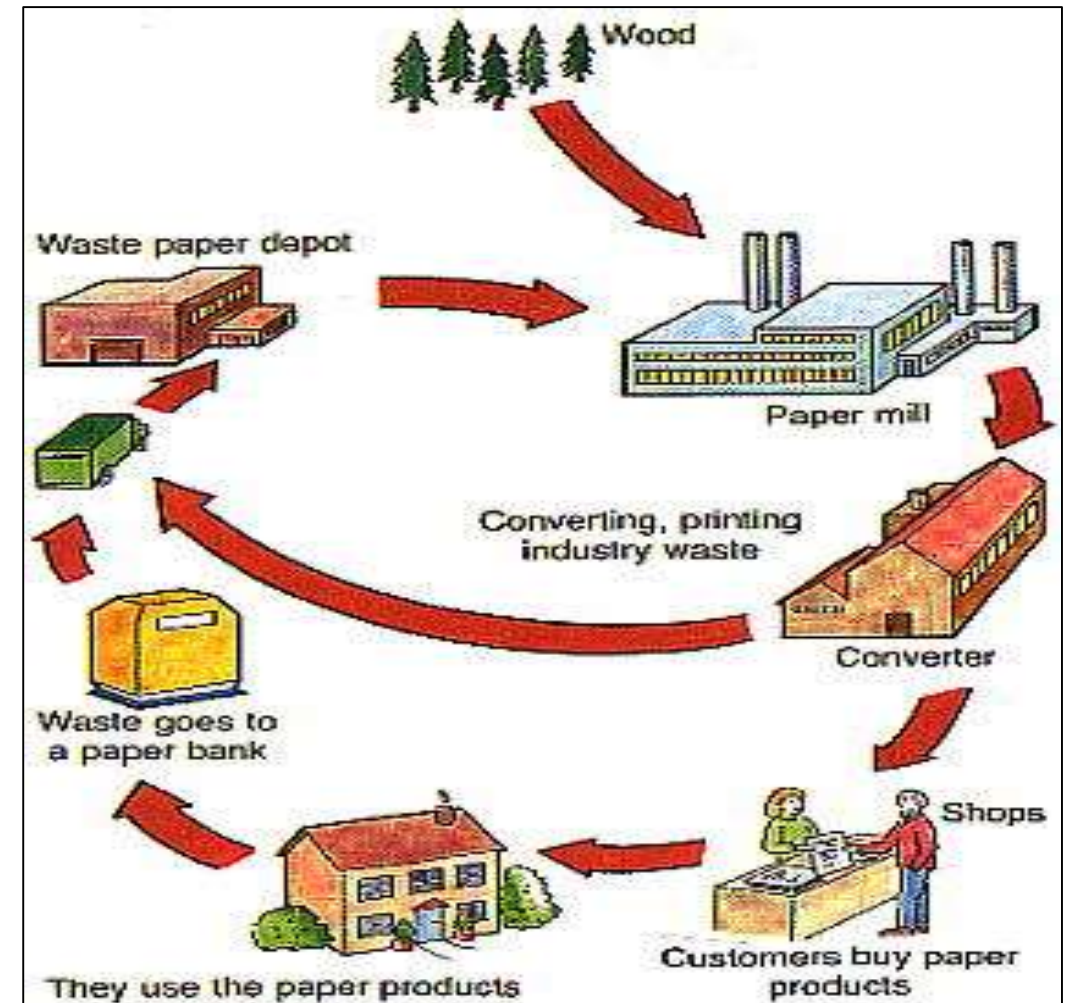 Wood
Waste paper depot
Paper mill
Converting, printing
industry waste
Converter
Waste goes to
a paper bank
Shops
Customers buy paper
products
They use the paper products